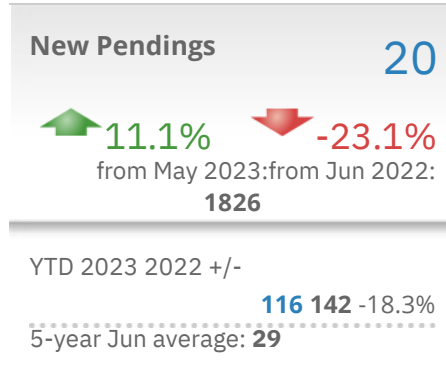 New Pendings
20
11.1% -23.1%
from May 2023:from Jun 2022:
1826
YTD 2023 2022 +/-
116 142 -18.3%
5-year Jun average: 29